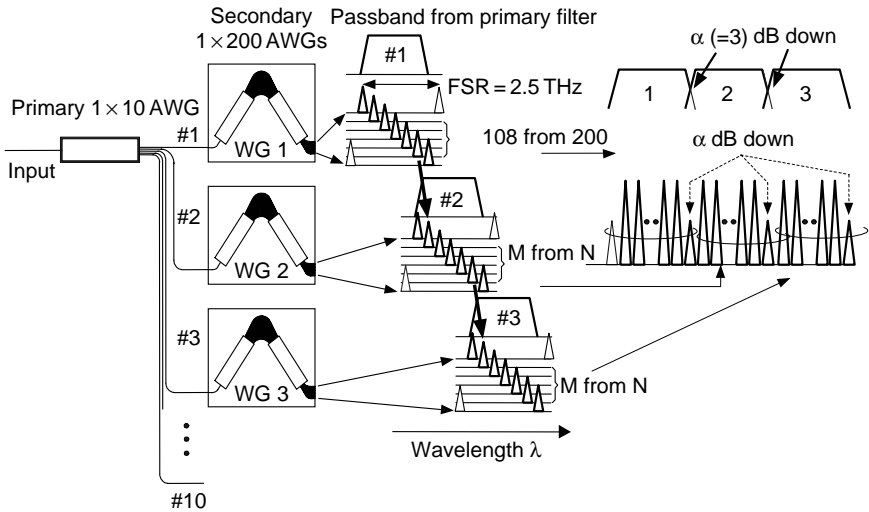 Secondary
1×200 AWGs
Passband from primary filter
Primary 1×10 AWG
Input
#1
WG 1
#1
FSR = 2.5 THz
α (=3) dB down
1
2
3
108 from 200
α dB down
#2
WG 2
#2
M from N
#3
WG 3
#3
M from N
Wavelength λ
#10